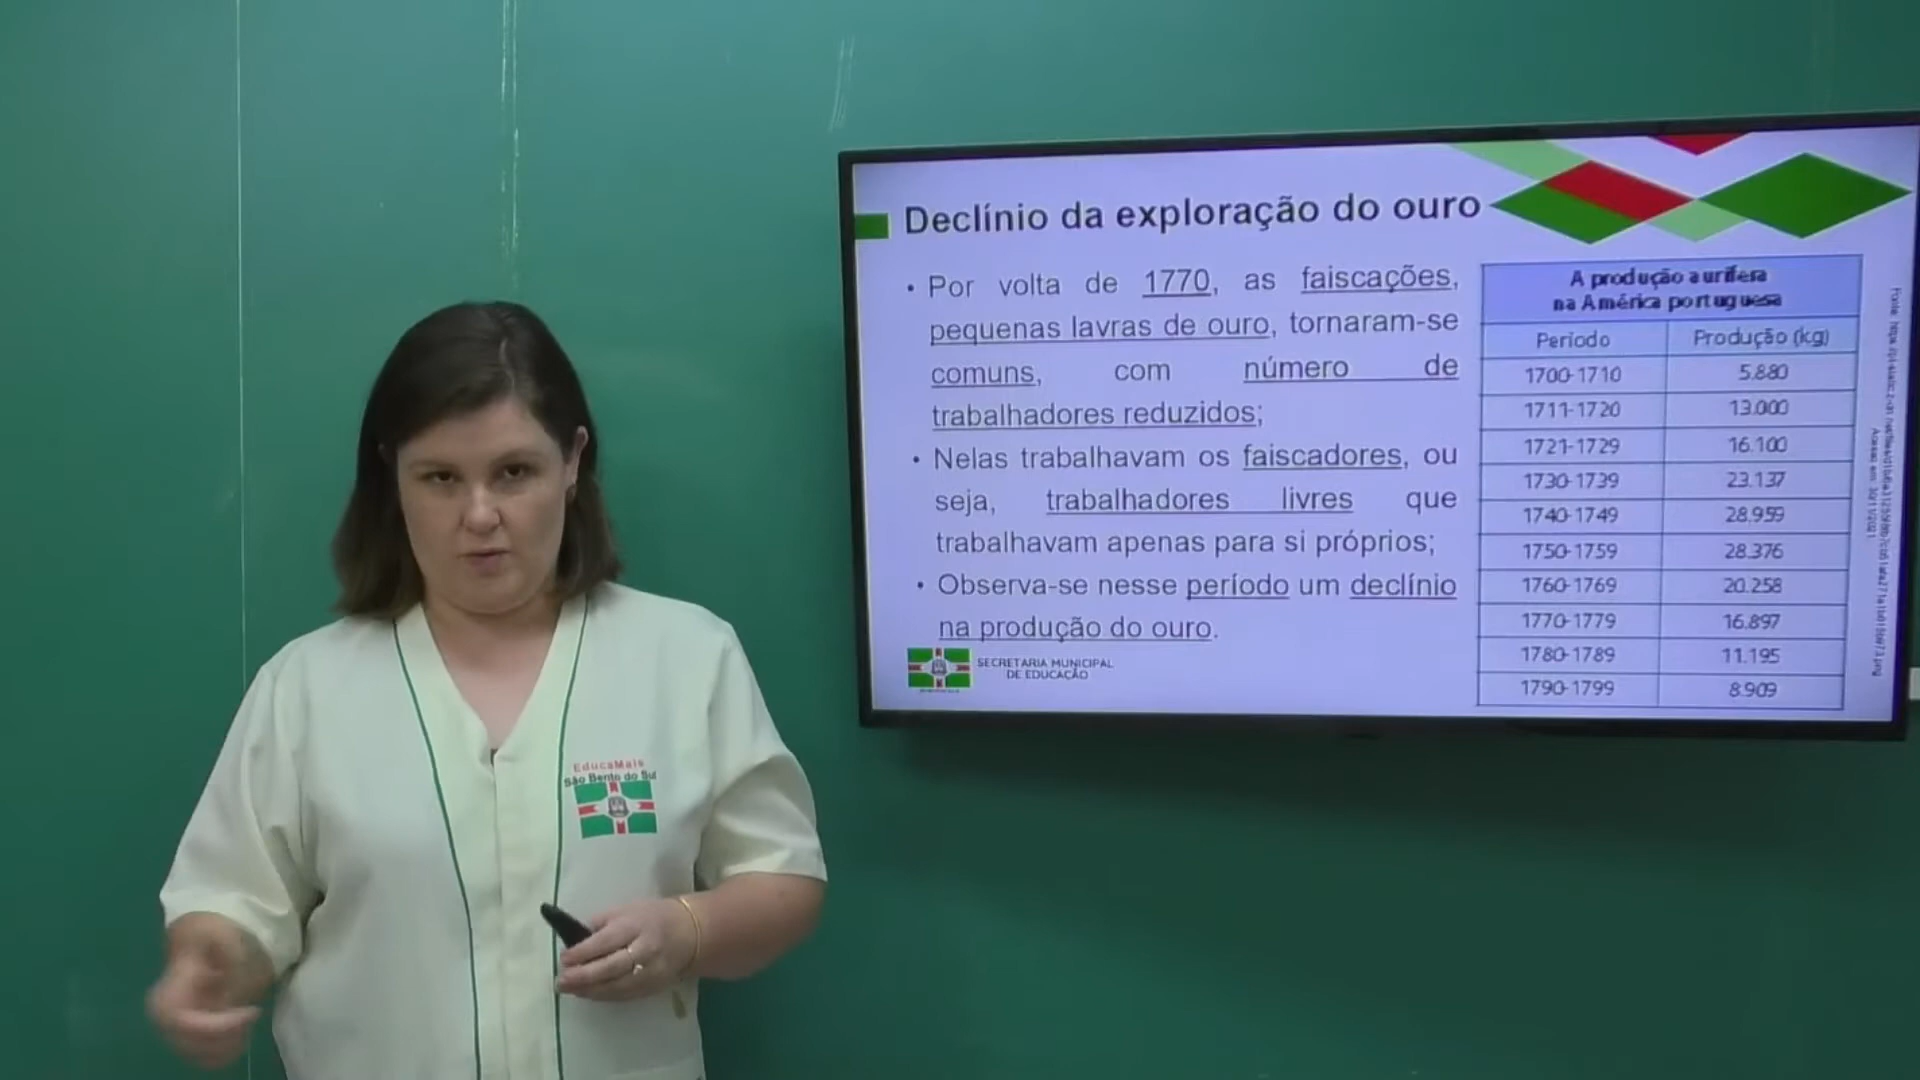 Declínio da exploração do ouro
• Por volta de 1770, as faiscações,
pequenas lavras de ouro, tornaram-se
comuns, com número de
trabalhadores reduzidos;
• Nelas trabalhavam os faiscadores, ou
seja, trabalhadores livres que
trabalhavam apenas para si próprios;
• Observa-se nesse período um declínio
na produção do ouro.
SECRETARIA MUNICIPAL
DE EDUCAÇÃO
A produção aurífera
na América portuguesa
Período Produção (kg)
1700-1710 5.880
1711-1720 13.000
1721-1729 16.100
1730-1739 23.137
1740-1749 28.959
1750-1759 28.376
1760-1769 20.258
1770-1779 16.897
1780-1789 11.195
1790-1799 8.909
Acesso em: 30/11/2021
EducaMais
São Bento do Sul